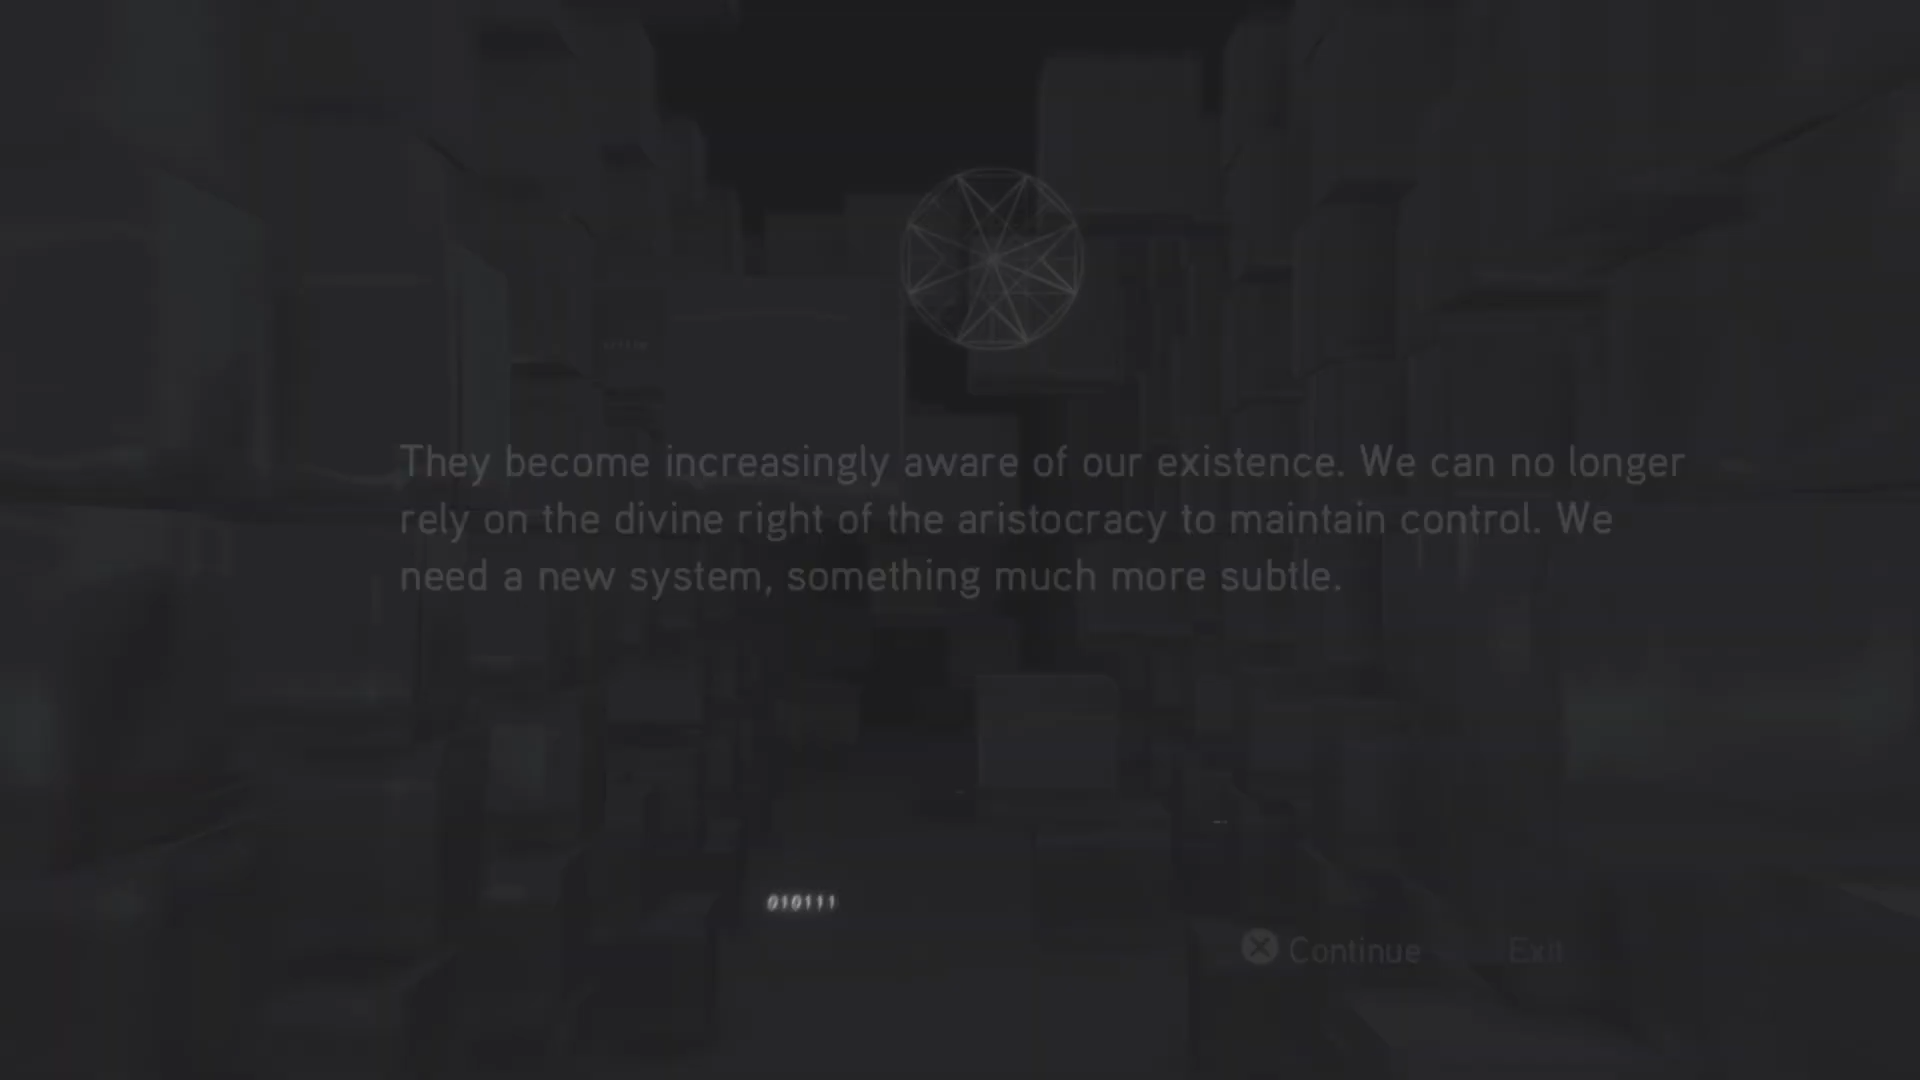 They become increasingly aware of our existence. We can no longer
rely on the divine right of the aristocracy to maintain control. We
need a new system, something much more subtle.
010111
Continue Exit